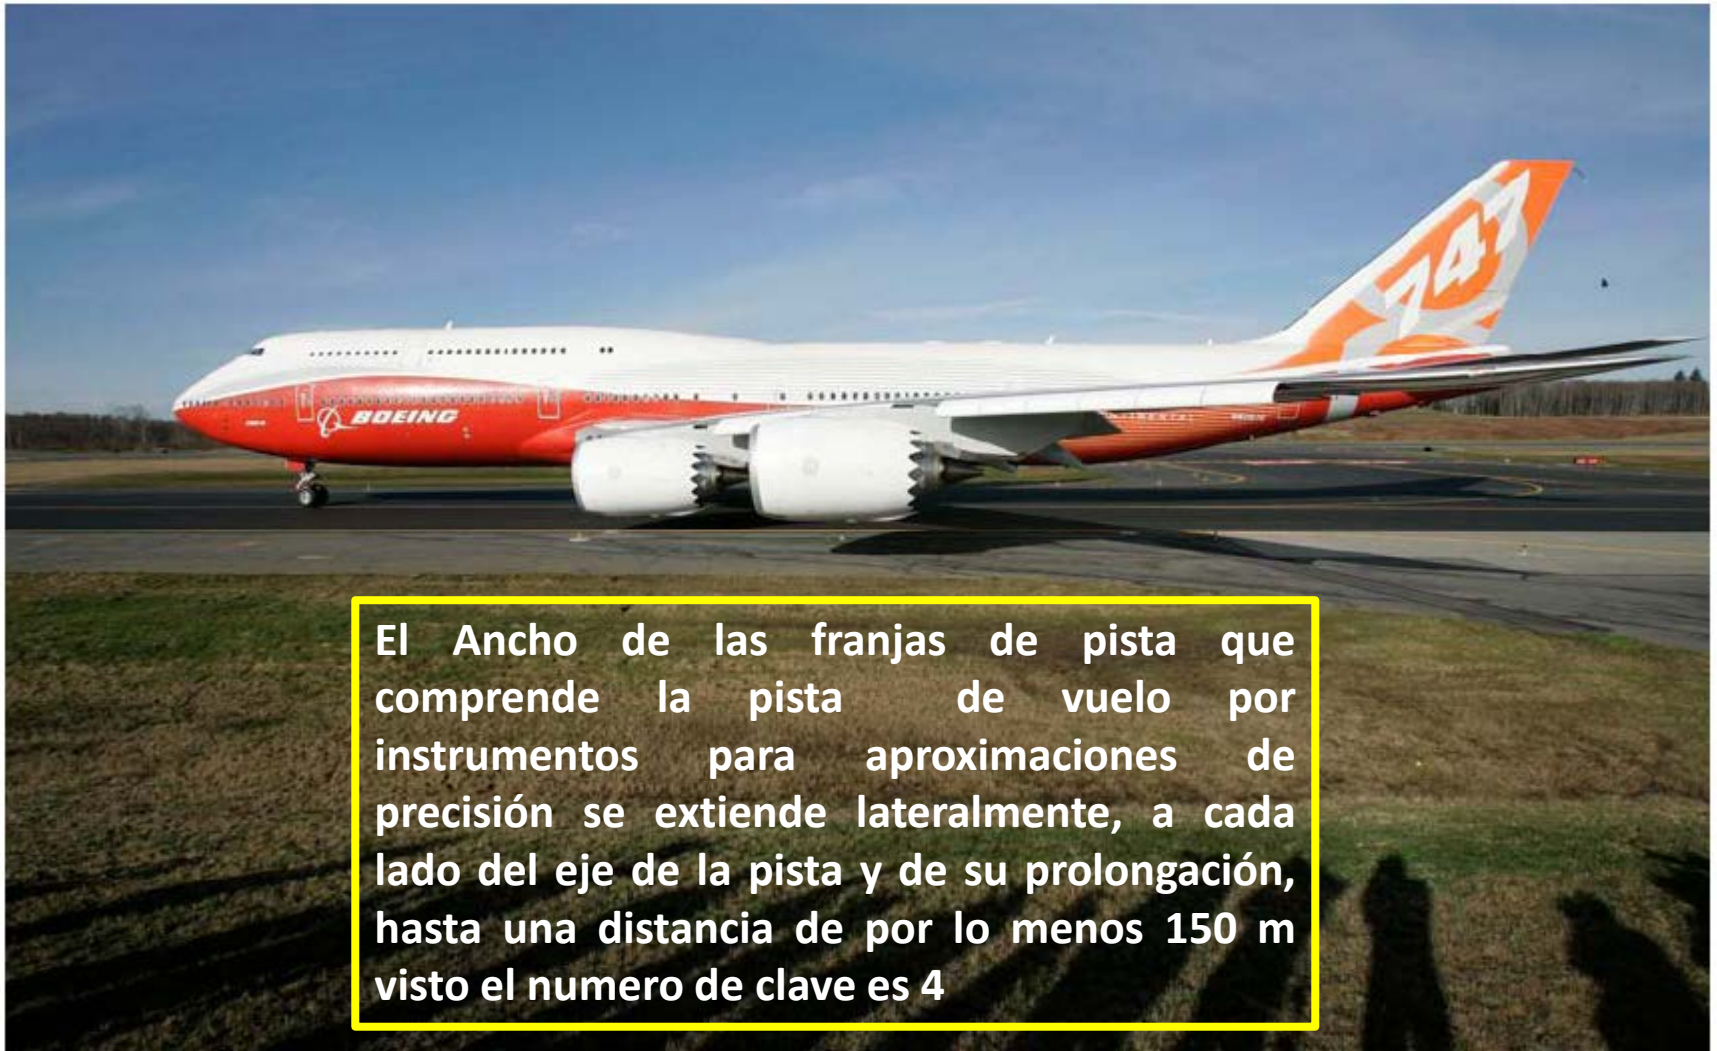 747
BOEING
El Ancho de las franjas de pista que
comprende la pista de vuelo por
instrumentos para aproximaciones de
precisión se extiende lateralmente, a cada
lado del eje de la pista y de su prolongación,
hasta una distancia de por lo menos 150 m
visto el numero de clave es 4